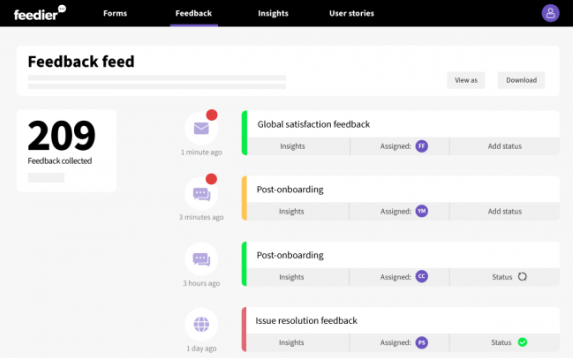 feedier
Forms
Feedback
Insights
User stories
Feedback feed
View as
Download
209
Feedback collected
1 minute ago
Global satisfaction feedback
Insights
Assigned: FF
Add status
3 minutes ago
Post-onboarding
Insights
Assigned: YM
Add status
3 hours ago
Post-onboarding
Insights
Assigned: CC
Status
1 day ago
Issue resolution feedback
Insights
Assigned: PS
Status